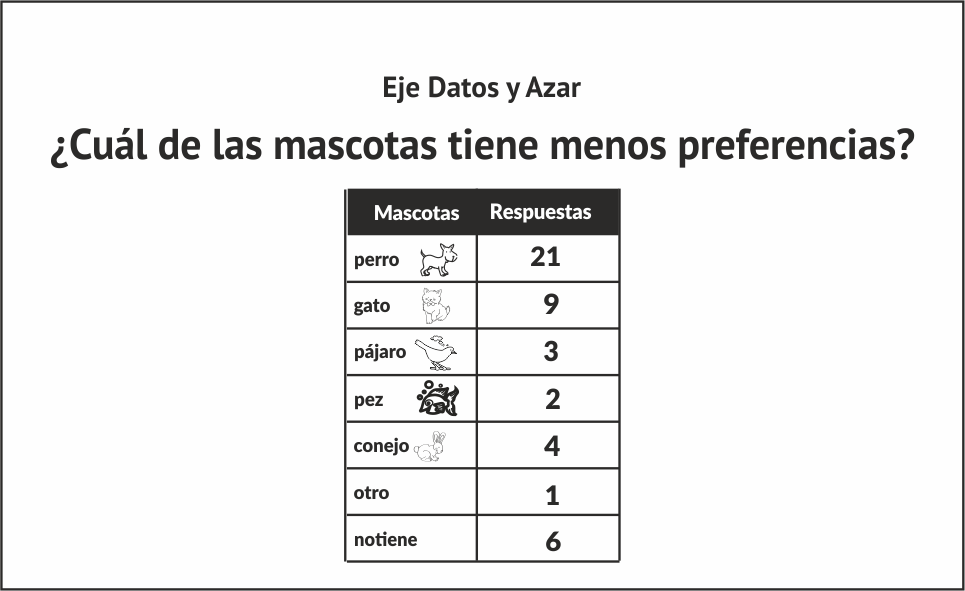 Eje Datos y Azar
¿Cuál de las mascotas tiene menos preferencias?
Mascotas Respuestas
perro 21
gato 9
pájaro 3
pez 2
conejo 4
otro 1
notiene 6